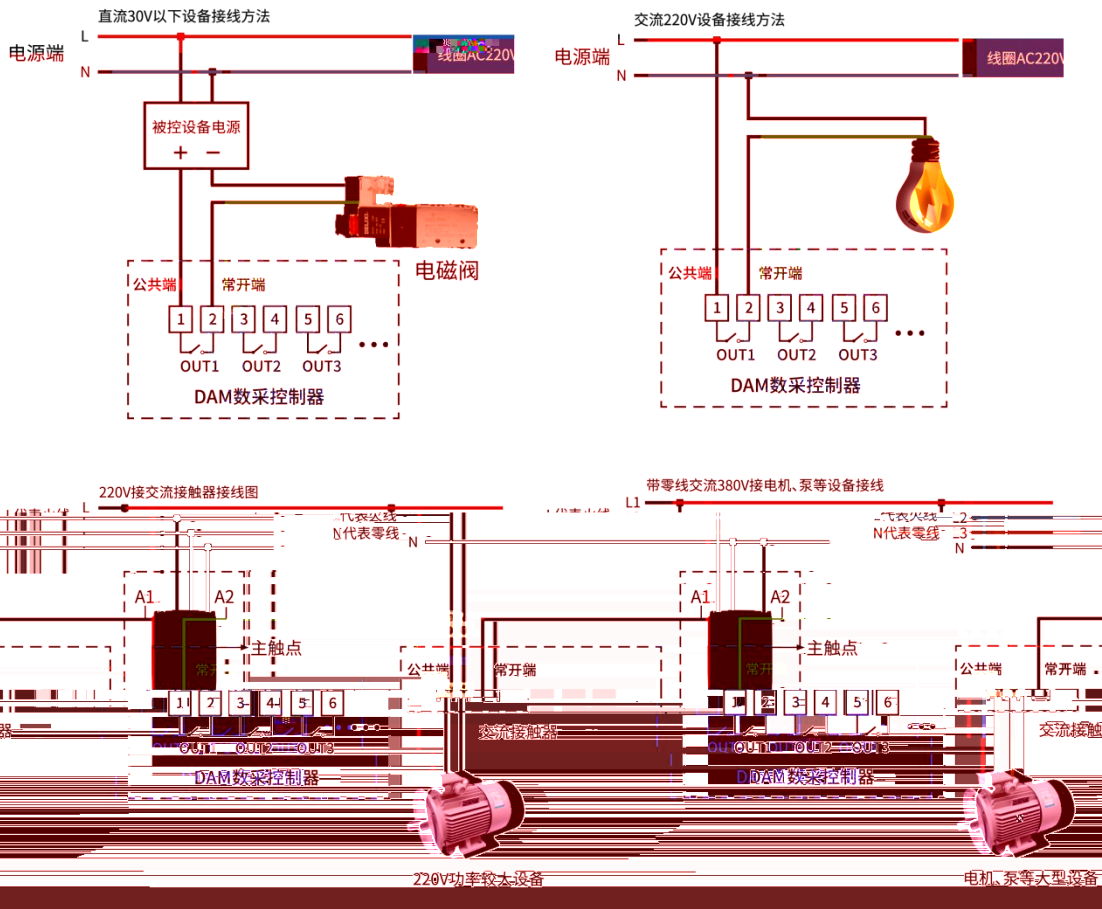 直流30V以下设备接线方法
L
电源端
N
线圈AC220V
被控设备电源
+ −
电磁阀
公共端
常开端
1 2 3 4 5 6
OUT1 OUT2 OUT3
DAM数采控制器
交流220V设备接线方法
L
电源端
N
线圈AC220V
公共端
常开端
1 2 3 4 5 6
OUT1 OUT2 OUT3
DAM数采控制器
220V接交流接触器接线图
L
N代表零线
N
A1 A2
主触点
公共端
常开端
1 2 3 4 5 6
交流接触器
OUT2 OUT3
DAM数采控制器
220V功率较大设备
带零线交流380V接电机、泵等设备接线
L1
L2
N代表零线
L3
N
A1 A2
主触点
公共端
常开端
1 2 3 4 5 6
交流接触
OUT1 OUT2
DAM数采控制器
电机、泵等大型设备